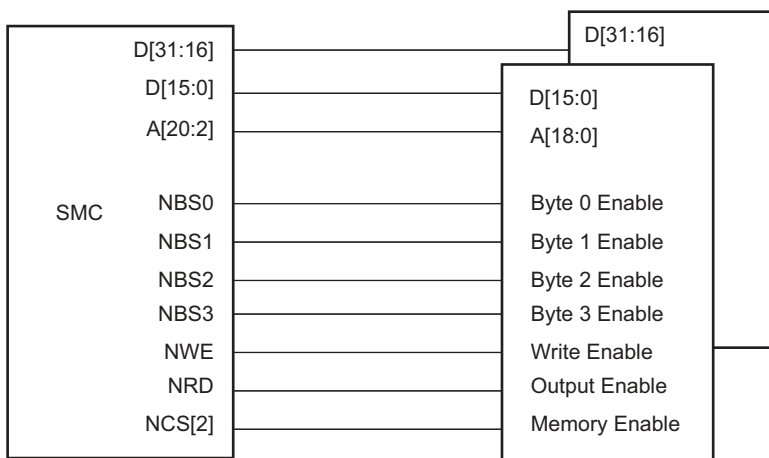 D[31:16] D[31:16]
D[15:0] D[15:0]
A[20:2] A[18:0]
SMC
NBS0 Byte 0 Enable
NBS1 Byte 1 Enable
NBS2 Byte 2 Enable
NBS3 Byte 3 Enable
NWE Write Enable
NRD Output Enable
NCS[2] Memory Enable